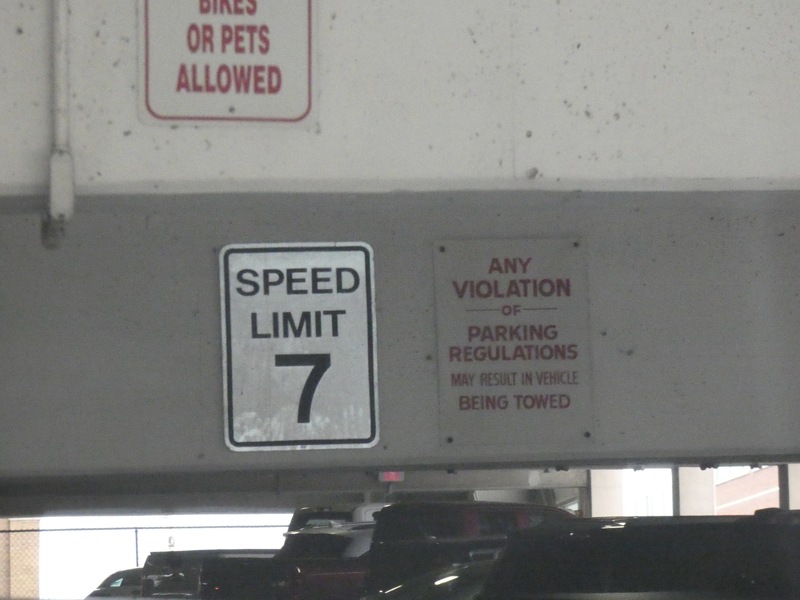 BIKES
OR PETS
ALLOWED
SPEED
LIMIT
7
ANY
VIOLATION
OF
PARKING
REGULATIONS
MAY RESULT IN VEHICLE
BEING TOWED